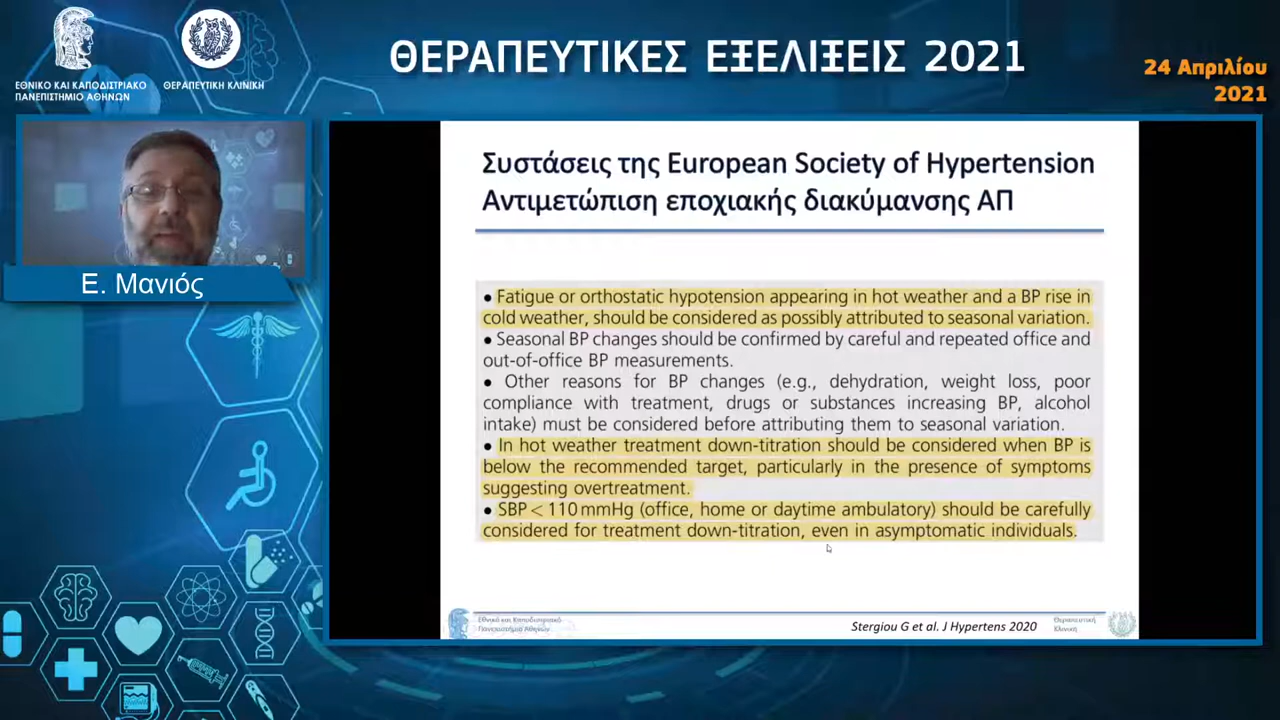 ΕΘΝΙΚΟ ΚΑΙ ΚΑΠΟΔΙΣΤΡΙΑΚΟ
ΠΑΝΕΠΙΣΤΗΜΙΟ ΑΘΗΝΩΝ
ΘΕΡΑΠΕΥΤΙΚΗ ΚΛΙΝΙΚΗ
ΘΕΡΑΠΕΥΤΙΚΕΣ ΕΞΕΛΙΞΕΙΣ 2021
24 Απριλίου
2021
Ε. Μανιός
Συστάσεις της European Society of Hypertension
Αντιμετώπιση εποχιακής διακύμανσης ΑΠ
● Fatigue or orthostatic hypotension appearing in hot weather and a BP rise in
cold weather, should be considered as possibly attributed to seasonal variation.
● Seasonal BP changes should be confirmed by careful and repeated office and
out-of-office BP measurements.
● Other reasons for BP changes (e.g., dehydration, weight loss, poor
compliance with treatment, drugs or substances increasing BP, alcohol
intake) must be considered before attributing them to seasonal variation.
● In hot weather treatment down-titration should be considered when BP is
below the recommended target, particularly in the presence of symptoms
suggesting overtreatment.
● SBP < 110 mmHg (office, home or daytime ambulatory) should be carefully
considered for treatment down-titration, even in asymptomatic individuals.
Εθνικό και Καποδιστριακό
Πανεπιστήμιο Αθηνών
Stergiou G et al. J Hypertens 2020
Θεραπευτική
Κλινική